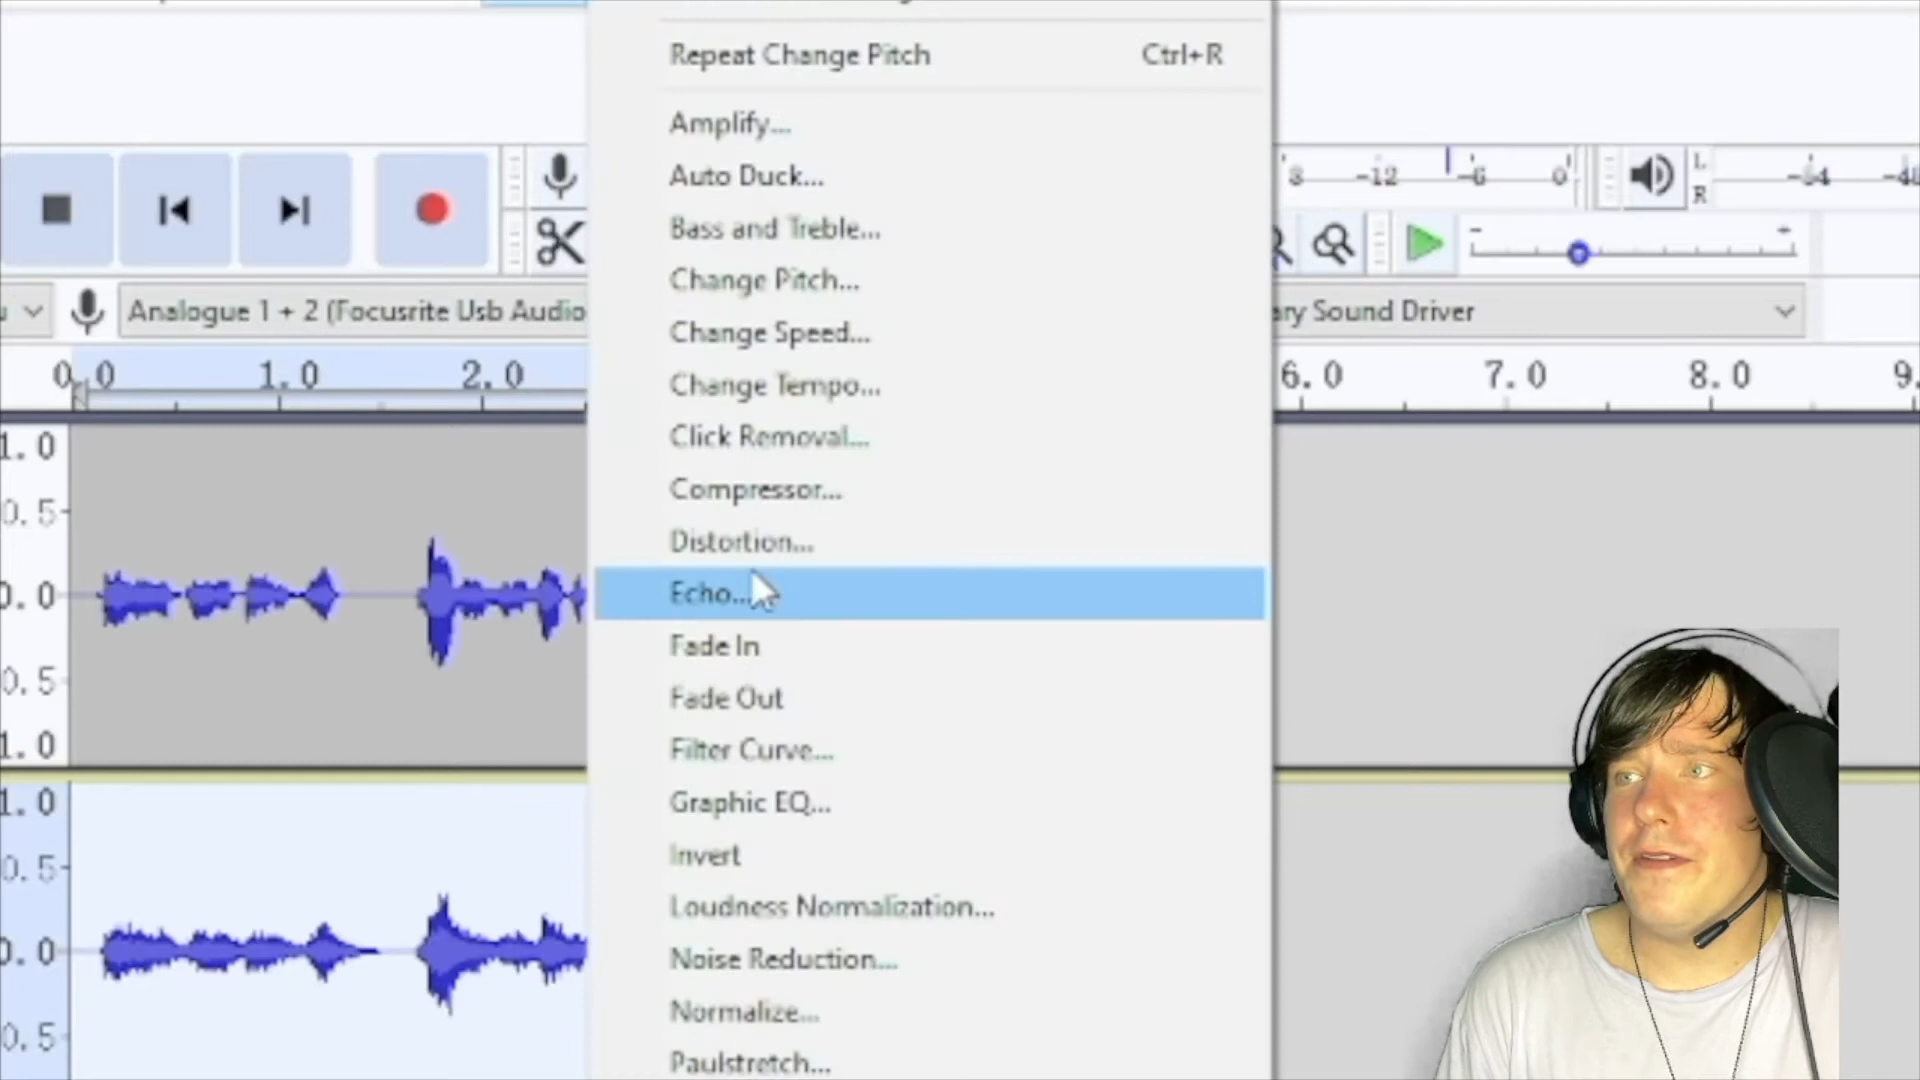 Repeat Change Pitch Ctrl+R
Amplify...
Auto Duck...
Bass and Treble...
Change Pitch...
Change Speed...
Change Tempo...
Click Removal...
Compressor...
Distortion...
Echo...
Fade In
Fade Out
Filter Curve...
Graphic EQ...
Invert
Loudness Normalization...
Noise Reduction...
Normalize...
Paulstretch...
-12 -6 0
L
R
-54
Analogue 1 + 2 (Focusrite Usb Audio
ary Sound Driver
0.0 1.0 2.0 6.0 7.0 8.0 9.
1.0
0.5
0.0
0.5
1.0
1.0
0.5
0.0
0.5